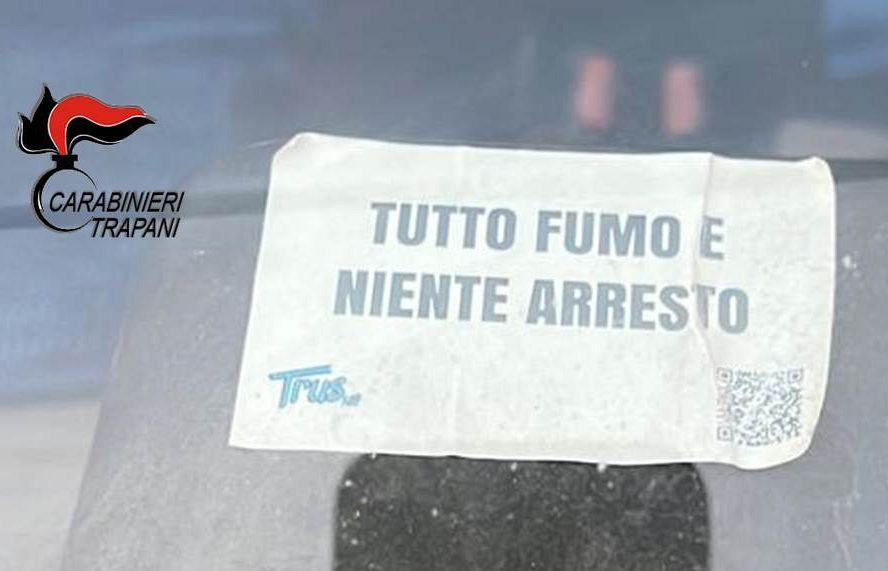 CARABINIERI
TRAPANI
TUTTO FUMO E
NIENTE ARRESTO
Trus